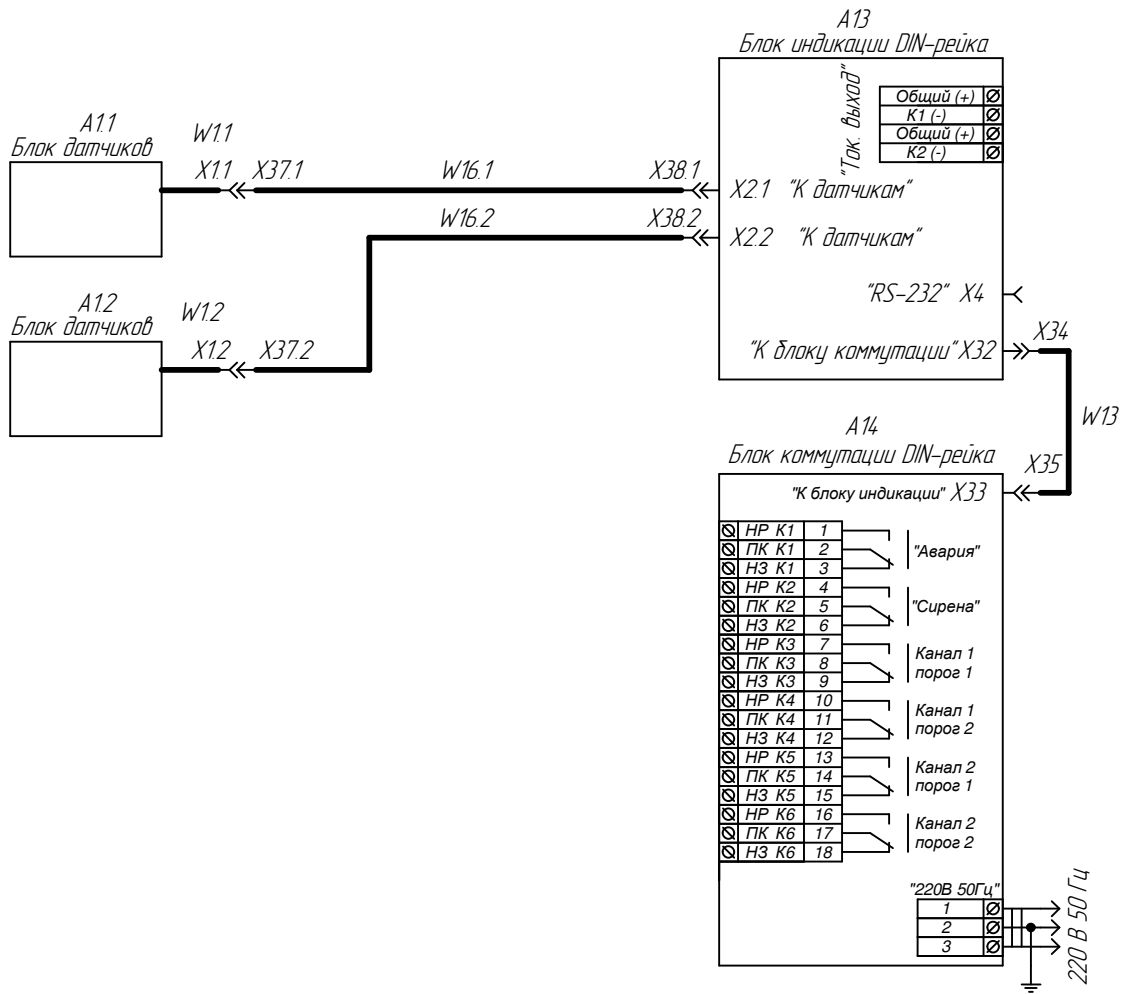 A13
Блок индикации DIN-рейка
"Ток. выход"
Общий (+)
К1 (-)
Общий (+)
К2 (-)
A1.1
Блок датчиков
W1.1
X1.1
X37.1
W16.1
X38.1
X2.1 "К датчикам"
W16.2
X38.2
X2.2 "К датчикам"
A1.2
Блок датчиков
W1.2
X1.2
X37.2
"RS-232" X4
"К блоку коммутации" X32
X34
W13
A14
Блок коммутации DIN-рейка
X35
"К блоку индикации" X33
НР К1 1
ПК К1 2
НЗ К1 3
"Авария"
НР К2 4
ПК К2 5
НЗ К2 6
"Сирена"
НР К3 7
ПК К3 8
НЗ К3 9
Канал 1
порог 1
НР К4 10
ПК К4 11
НЗ К4 12
Канал 1
порог 2
НР К5 13
ПК К5 14
НЗ К5 15
Канал 2
порог 1
НР К6 16
ПК К6 17
НЗ К6 18
Канал 2
порог 2
"220В 50Гц"
1
2
3
220 В 50 Гц